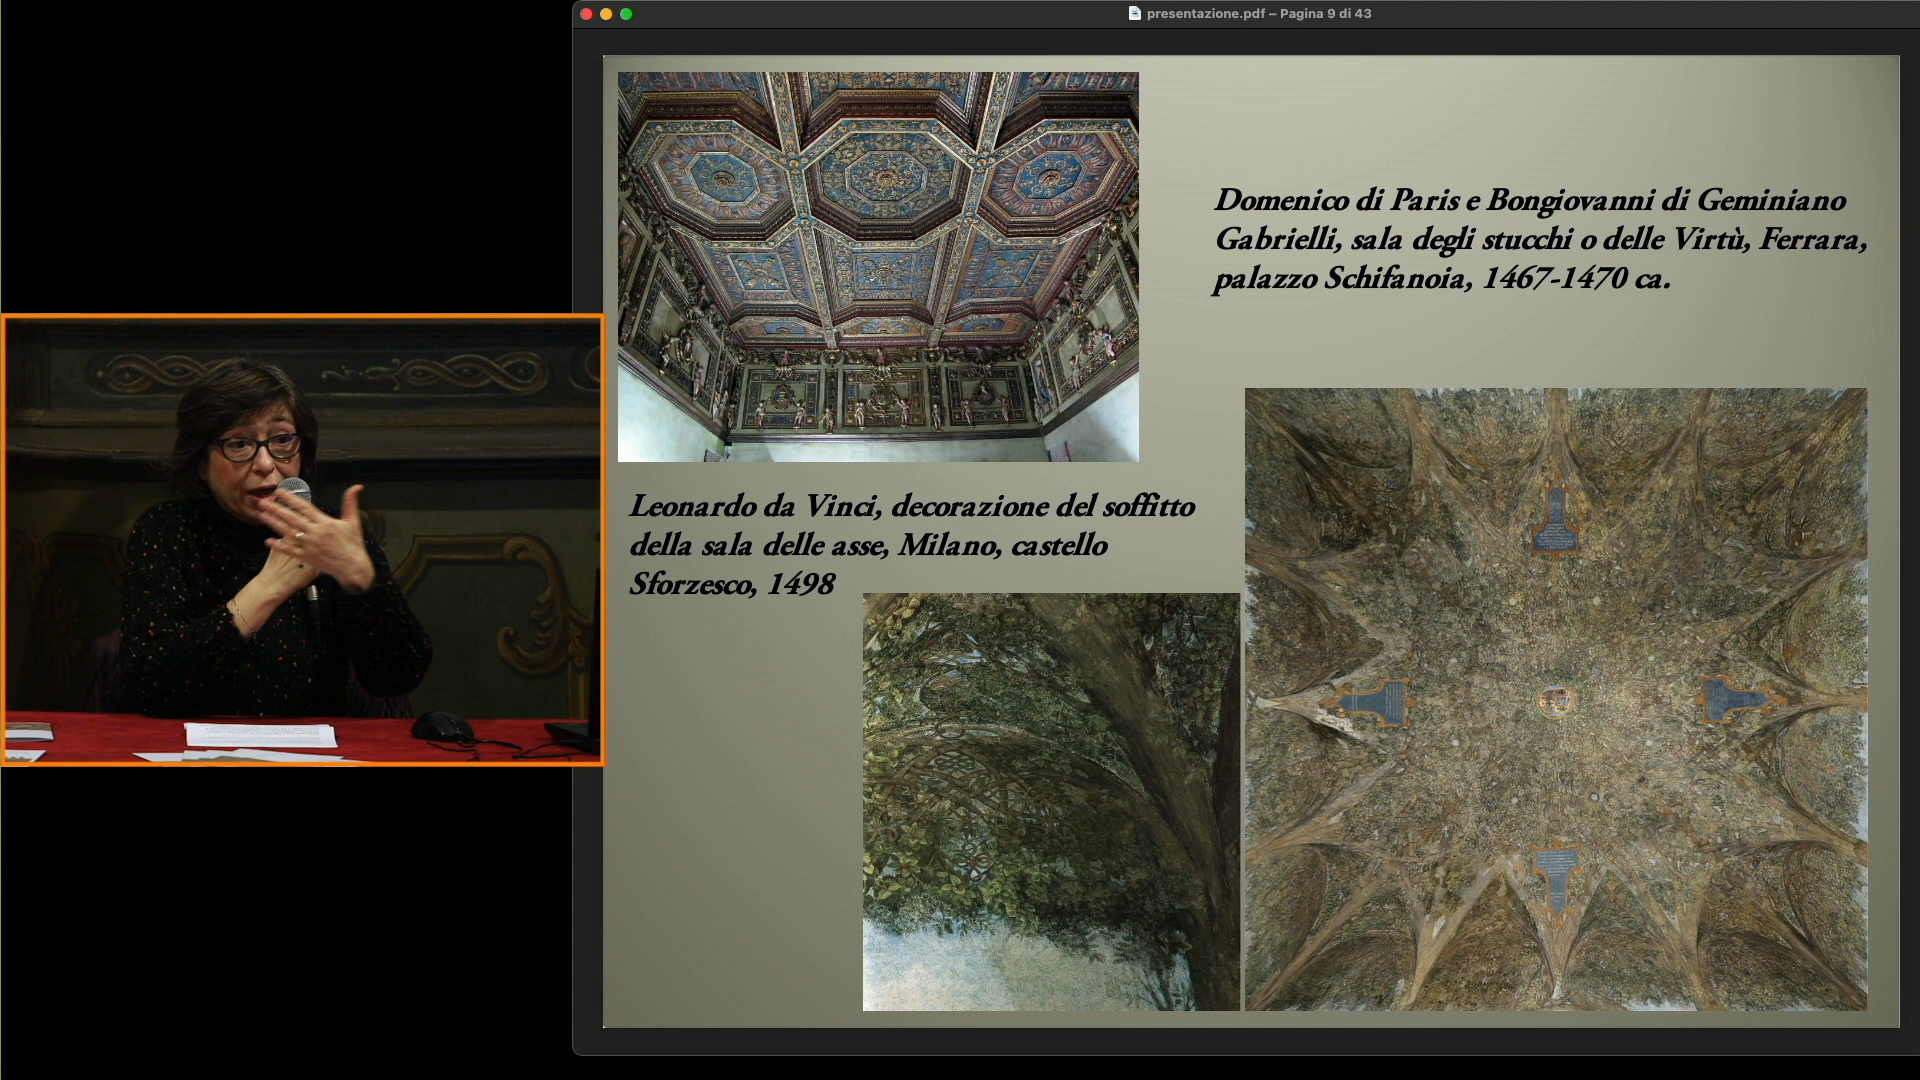 presentazione.pdf – Pagina 9 di 43
Domenico di Paris e Bongiovanni di Geminiano
Gabrielli, sala degli stucchi o delle Virtù, Ferrara,
palazzo Schifanoia, 1467-1470 ca.
Leonardo da Vinci, decorazione del soffitto
della sala delle asse, Milano, castello
Sforzesco, 1498